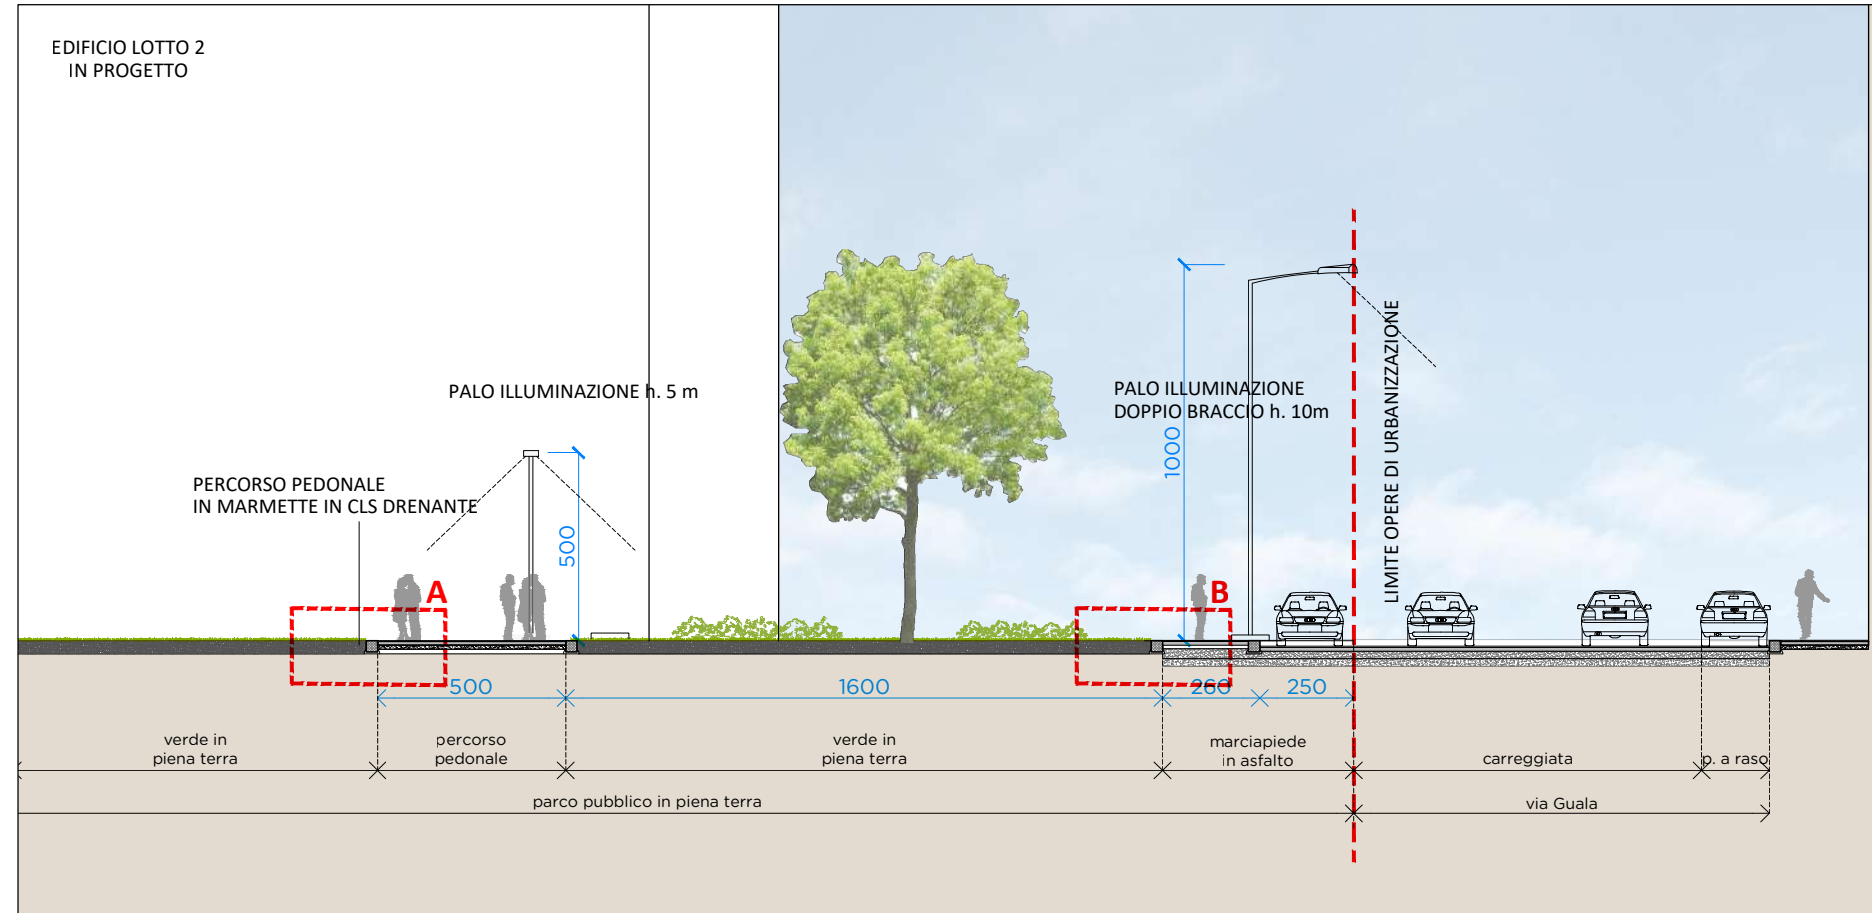 EDIFICIO LOTTO 2
IN PROGETTO
PALO ILLUMINAZIONE h. 5 m
PERCORSO PEDONALE
IN MARMETTE IN CLS DRENANTE
500
A
PALO ILLUMINAZIONE
DOPPIO BRACCIO h. 10m
1000
LIMITE OPERE DI URBANIZZAZIONE
B
500
1600
260
250
verde in
piena terra
percorso
pedonale
verde in
piena terra
marciapiede
in asfalto
carreggiata
p. a raso
parco pubblico in piena terra
via Guala